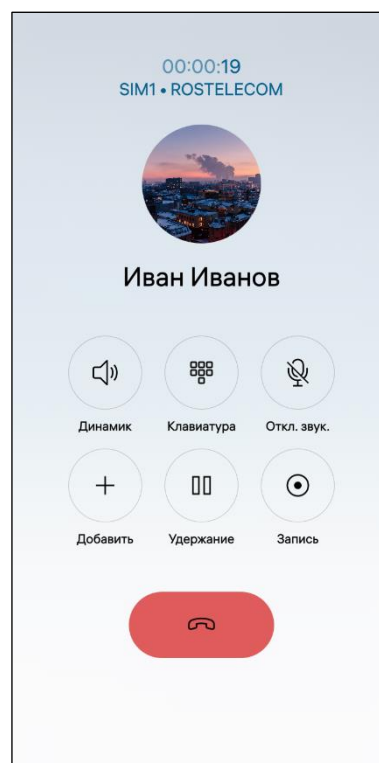 00:00:19
SIM1 • ROSTELECOM
Иван Иванов
Динамик Клавиатура Откл. звук.
Добавить Удержание Запись